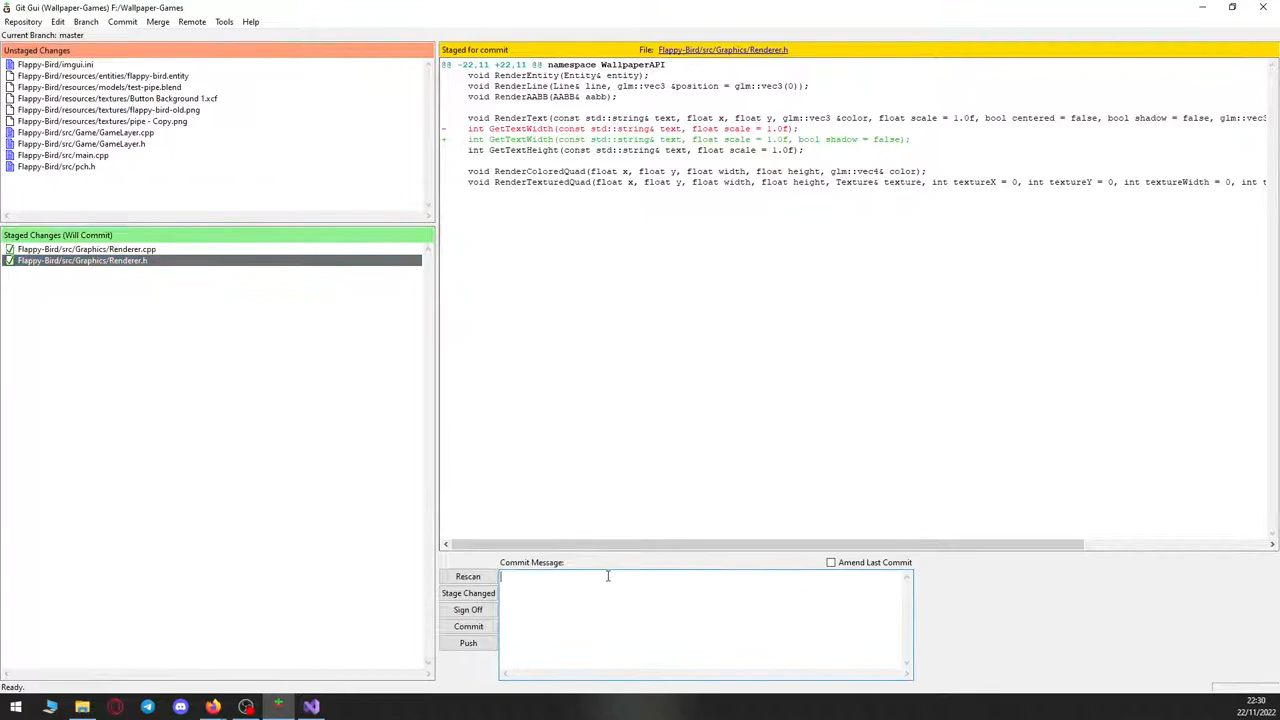 Git Gui (Wallpaper-Games) F:/Wallpaper-Games
Repository Edit Branch Commit Merge Remote Tools Help
Current Branch: master
Unstaged Changes
Flappy-Bird/imgui.ini
Flappy-Bird/resources/entities/flappy-bird.entity
Flappy-Bird/resources/models/test-pipe.blend
Flappy-Bird/resources/textures/Button Background 1.xcf
Flappy-Bird/resources/textures/flappy-bird-old.png
Flappy-Bird/resources/textures/pipe - Copy.png
Flappy-Bird/src/Game/GameLayer.cpp
Flappy-Bird/src/Game/GameLayer.h
Flappy-Bird/src/main.cpp
Flappy-Bird/src/pch.h
Staged Changes (Will Commit)
Flappy-Bird/src/Graphics/Renderer.cpp
Flappy-Bird/src/Graphics/Renderer.h
Staged for commit File: Flappy-Bird/src/Graphics/Renderer.h
@@ -22,11 +22,11 @@ namespace WallpaperAPI
void RenderEntity(Entity& entity);
void RenderLine(Line& line, glm::vec3 &position = glm::vec3(0));
void RenderAABB(AABB& aabb);
void RenderText(const std::string& text, float x, float y, glm::vec3 &color, float scale = 1.0f, bool centered = false, bool shadow = false, glm::vec3
- int GetTextWidth(const std::string& text, float scale = 1.0f);
+ int GetTextWidth(const std::string& text, float scale = 1.0f, bool shadow = false);
int GetTextHeight(const std::string& text, float scale = 1.0f);
void RenderColoredQuad(float x, float y, float width, float height, glm::vec4& color);
void RenderTexturedQuad(float x, float y, float width, float height, Texture& texture, int textureX = 0, int textureY = 0, int textureWidth = 0, int t
Commit Message: Amend Last Commit
Rescan
Stage Changed
Sign Off
Commit
Push
Ready.
22:30
22/11/2022